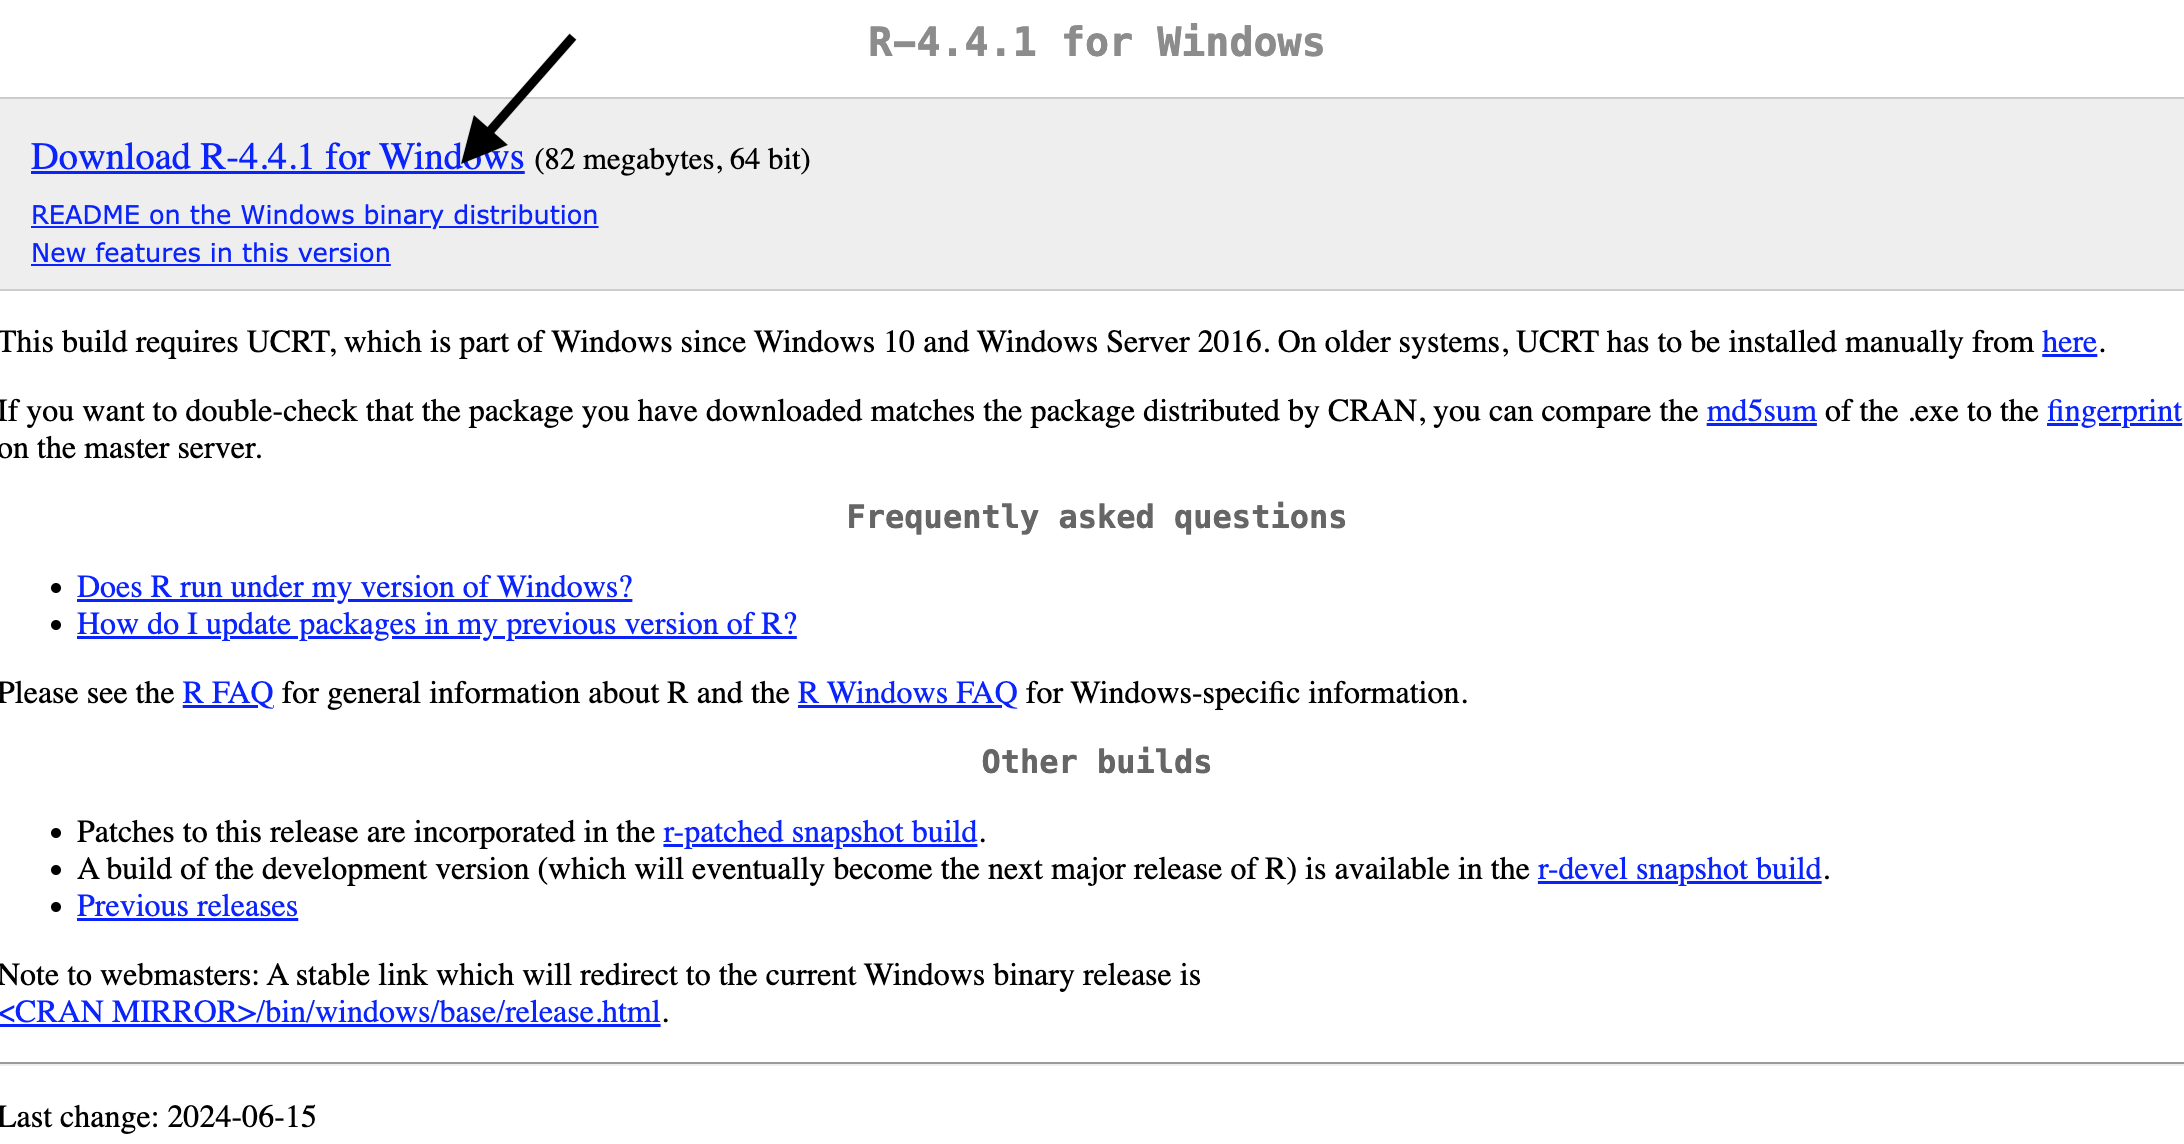 R-4.4.1 for Windows
Download R-4.4.1 for Windows (82 megabytes, 64 bit)
README on the Windows binary distribution
New features in this version
This build requires UCRT, which is part of Windows since Windows 10 and Windows Server 2016. On older systems, UCRT has to be installed manually from here.
If you want to double-check that the package you have downloaded matches the package distributed by CRAN, you can compare the md5sum of the .exe to the fingerprint
on the master server.
Frequently asked questions
• Does R run under my version of Windows?
• How do I update packages in my previous version of R?
Please see the R FAQ for general information about R and the R Windows FAQ for Windows-specific information.
Other builds
• Patches to this release are incorporated in the r-patched snapshot build.
• A build of the development version (which will eventually become the next major release of R) is available in the r-devel snapshot build.
• Previous releases
Note to webmasters: A stable link which will redirect to the current Windows binary release is
<CRAN MIRROR>/bin/windows/base/release.html.
Last change: 2024-06-15